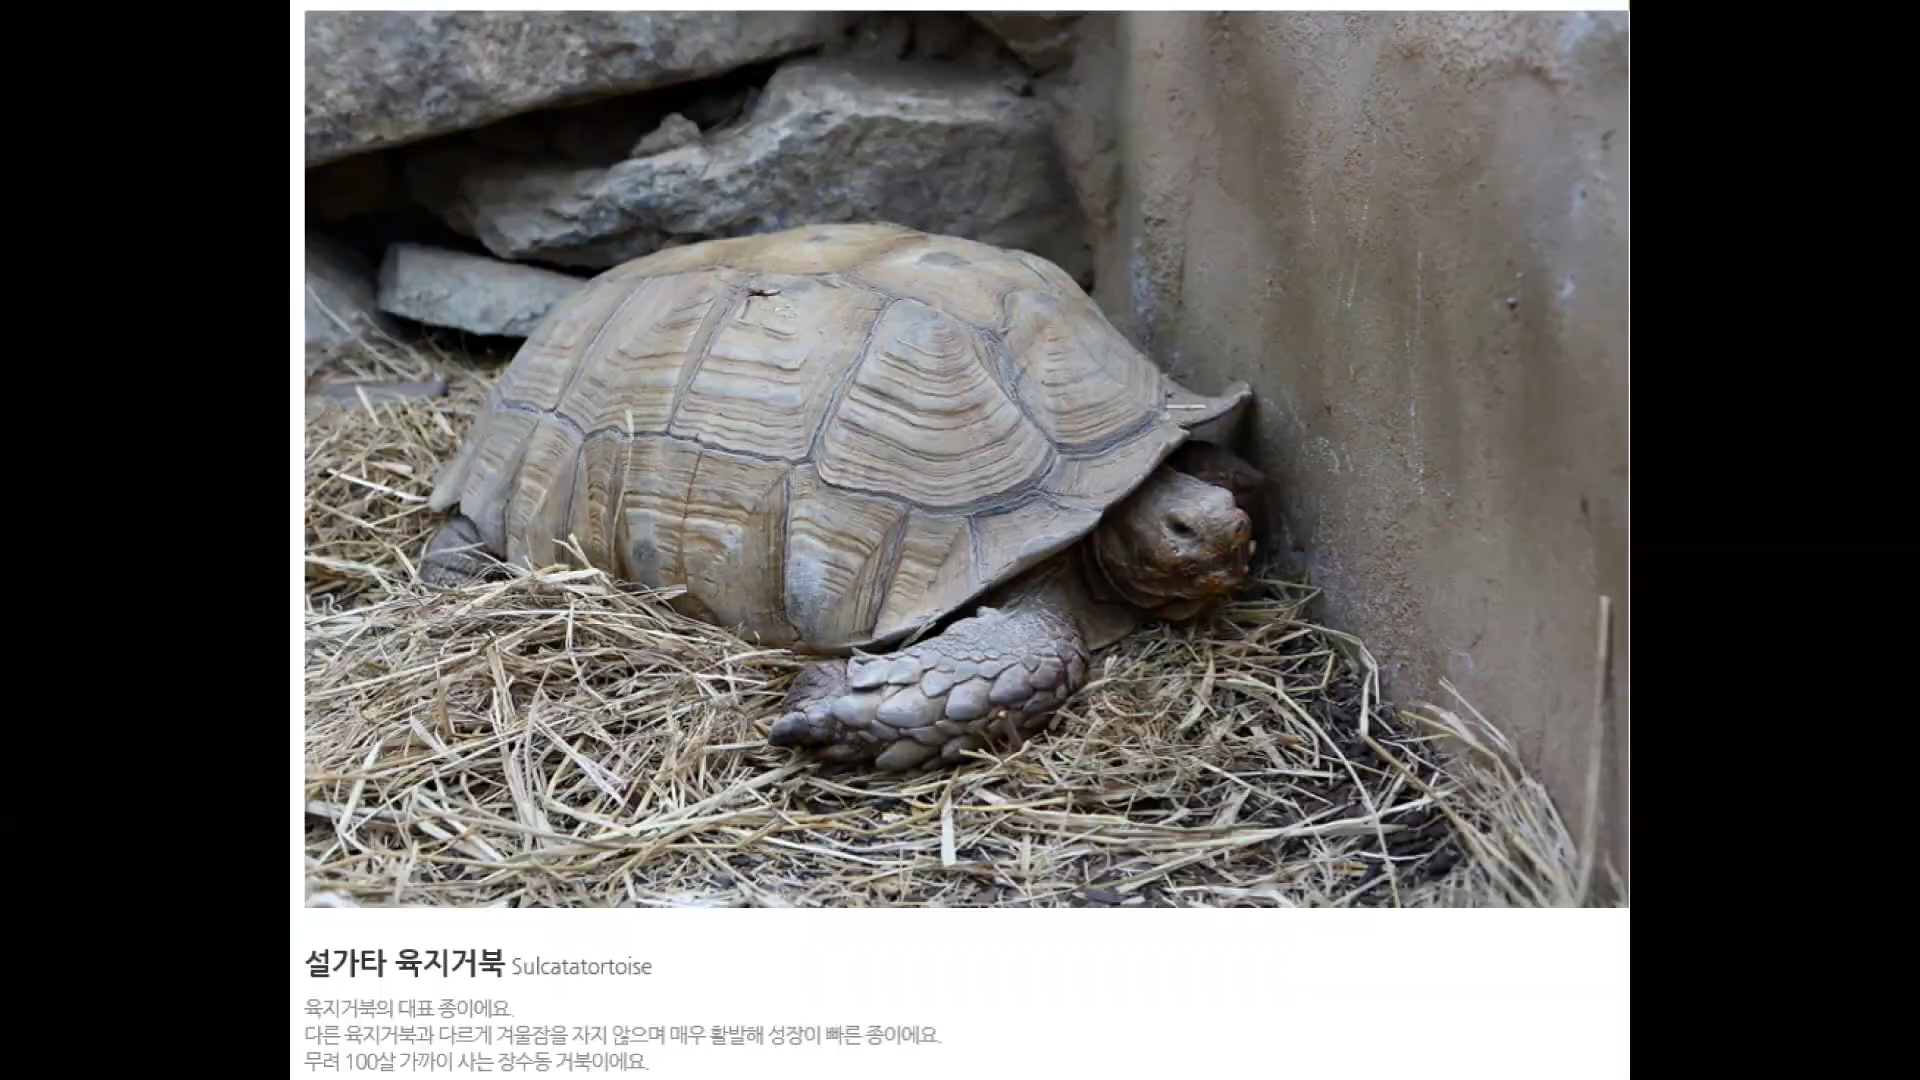 설가타 육지거북 Sulcatatortoise
육지거북의 대표 종이에요.
다른 육지거북과 다르게 겨울잠을 자지 않으며 매우 활발해 성장이 빠른 종이에요.
무려 100살 가까이 사는 장수동 거북이에요.